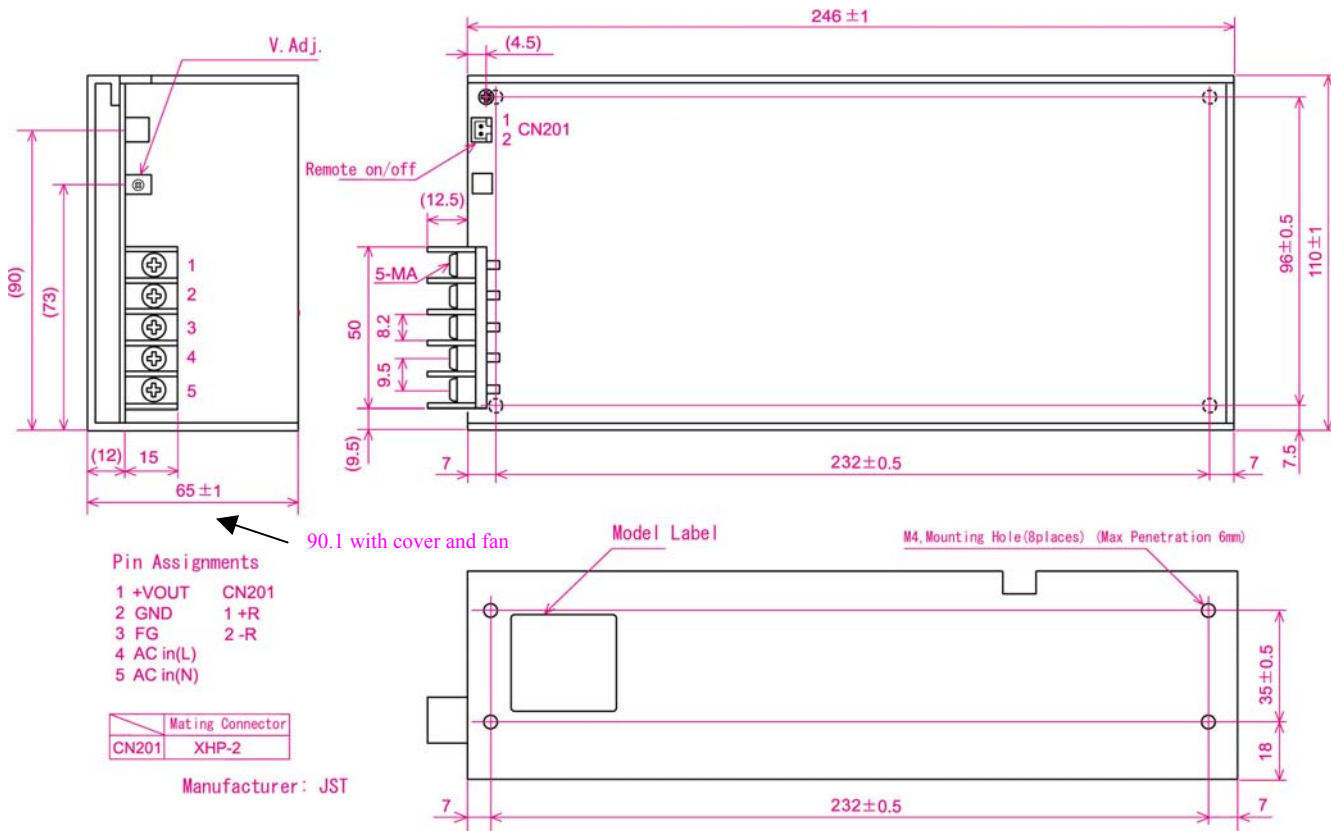 246±1
(4.5)
V.Adj.
1
2
CN201
Remote on/off
(12.5)
5-MA
(90)
(73)
1
2
3
4
5
50
8.2
9.5
(9.5)
96±0.5
110±1
7.5
(12)
15
65±1
7
232±0.5
7
90.1 with cover and fan
Pin Assignments
1 +VOUT
2 GND
3 FG
4 AC in(L)
5 AC in(N)
CN201
1 +R
2 -R
Mating Connector
CN201 XHP-2
Manufacturer: JST
Model Label
M4,Mounting Hole(8places) (Max Penetration 6mm)
35±0.5
18
7
232±0.5
7